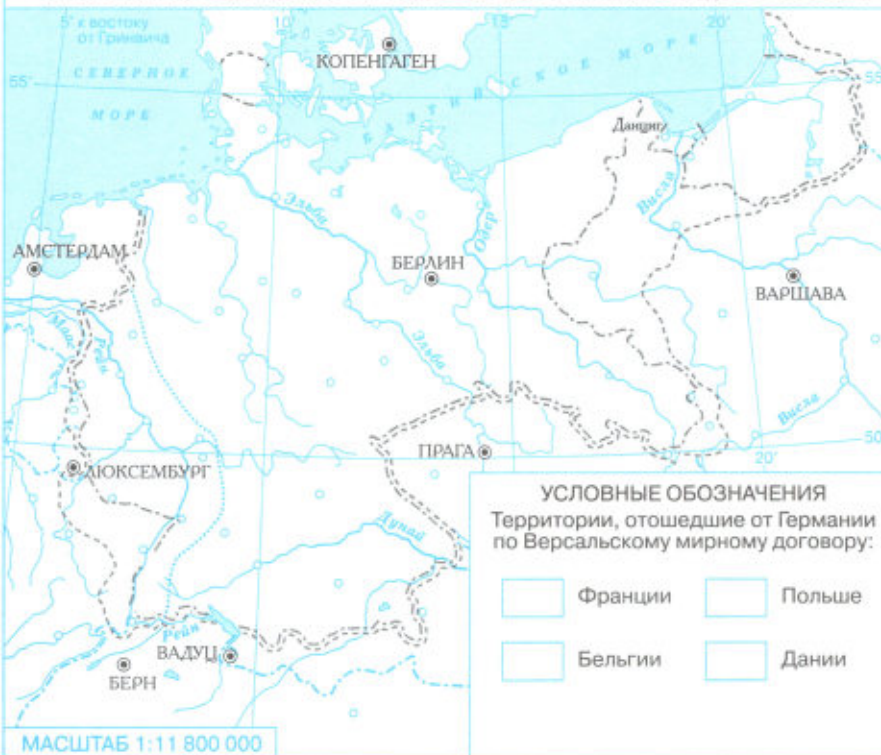 5° к востоку
от Гринвича
10°
15°
20°
КОПЕНГАГЕН
55°
55°
СЕВЕРНОЕ
МОРЕ
БАЛТИЙСКОЕ МОРЕ
Данциг
Висла
Эльба
Одер
АМСТЕРДАМ
БЕРЛИН
ВАРШАВА
Маас
Рейн
Эльба
Висла
ПРАГА
20°
50°
ЛЮКСЕМБУРГ
Дунай
Рейн
ВАДУЦ
БЕРН
УСЛОВНЫЕ ОБОЗНАЧЕНИЯ
Территории, отошедшие от Германии
по Версальскому мирному договору:
Франции
Польше
Бельгии
Дании
МАСШТАБ 1:11 800 000